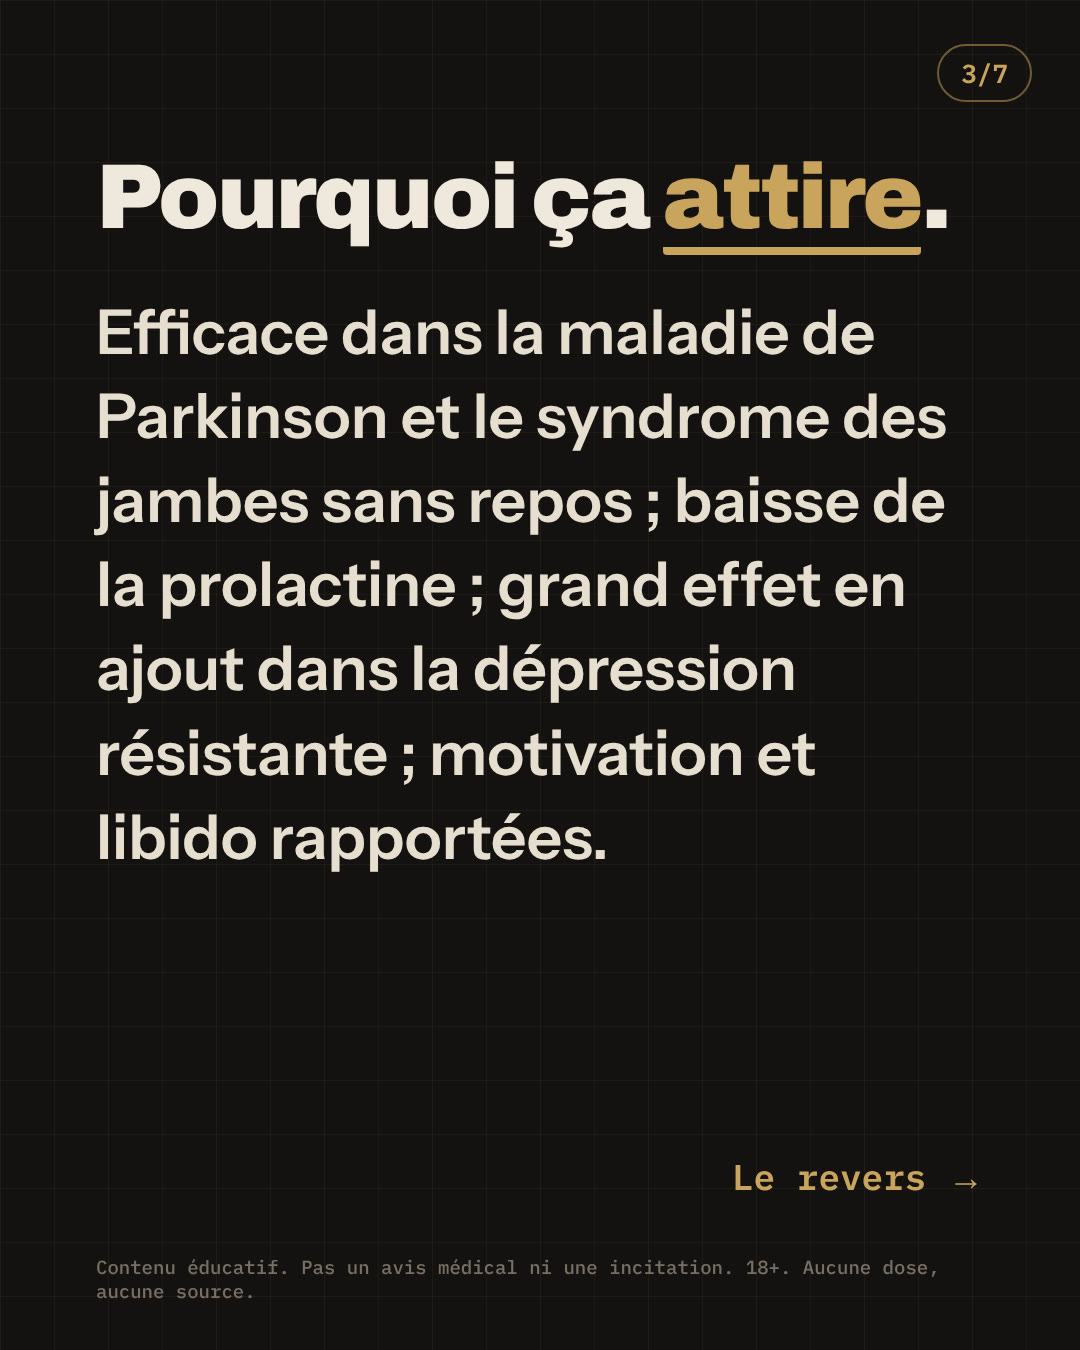 3/7
Pourquoi ça attire.
Efficace dans la maladie de
Parkinson et le syndrome des
jambes sans repos ; baisse de
la prolactine ; grand effet en
ajout dans la dépression
résistante ; motivation et
libido rapportées.
Le revers →
Contenu éducatif. Pas un avis médical ni une incitation. 18+. Aucune dose,
aucune source.